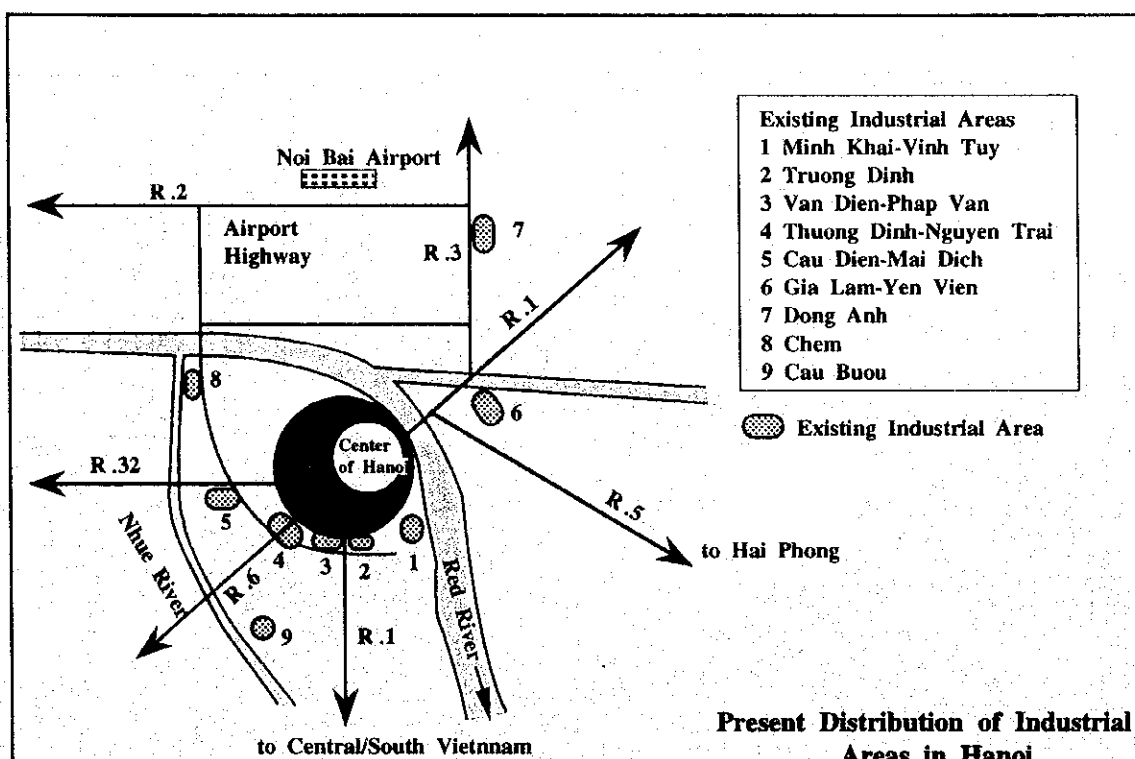 Noi Bai Airport
R .2
Airport
Highway
R .3
7
R .1
8
6
Center
of Hanoi
R .32
5
4
3
2
1
R .5
to Hai Phong
Nhue River
R .6
Red River
9
R .1
to Central/South Vietnnam
Existing Industrial Areas
1 Minh Khai-Vinh Tuy
2 Truong Dinh
3 Van Dien-Phap Van
4 Thuong Dinh-Nguyen Trai
5 Cau Dien-Mai Dich
6 Gia Lam-Yen Vien
7 Dong Anh
8 Chem
9 Cau Buou
Existing Industrial Area
Present Distribution of Industrial
Areas in Hanoi